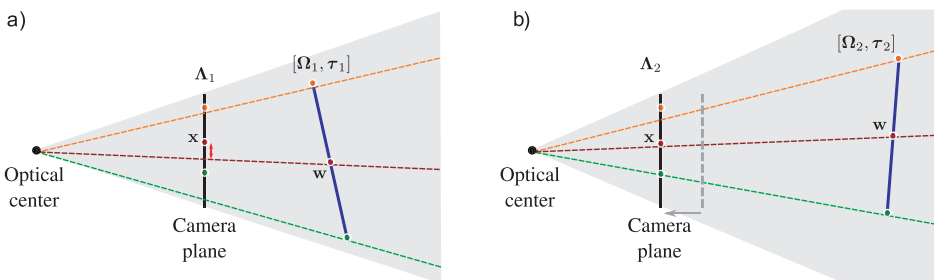 a)
Λ₁
[Ω₁, τ₁]
x
w
Optical
center
Camera
plane
b)
Λ₂
[Ω₂, τ₂]
x
w
Optical
center
Camera
plane